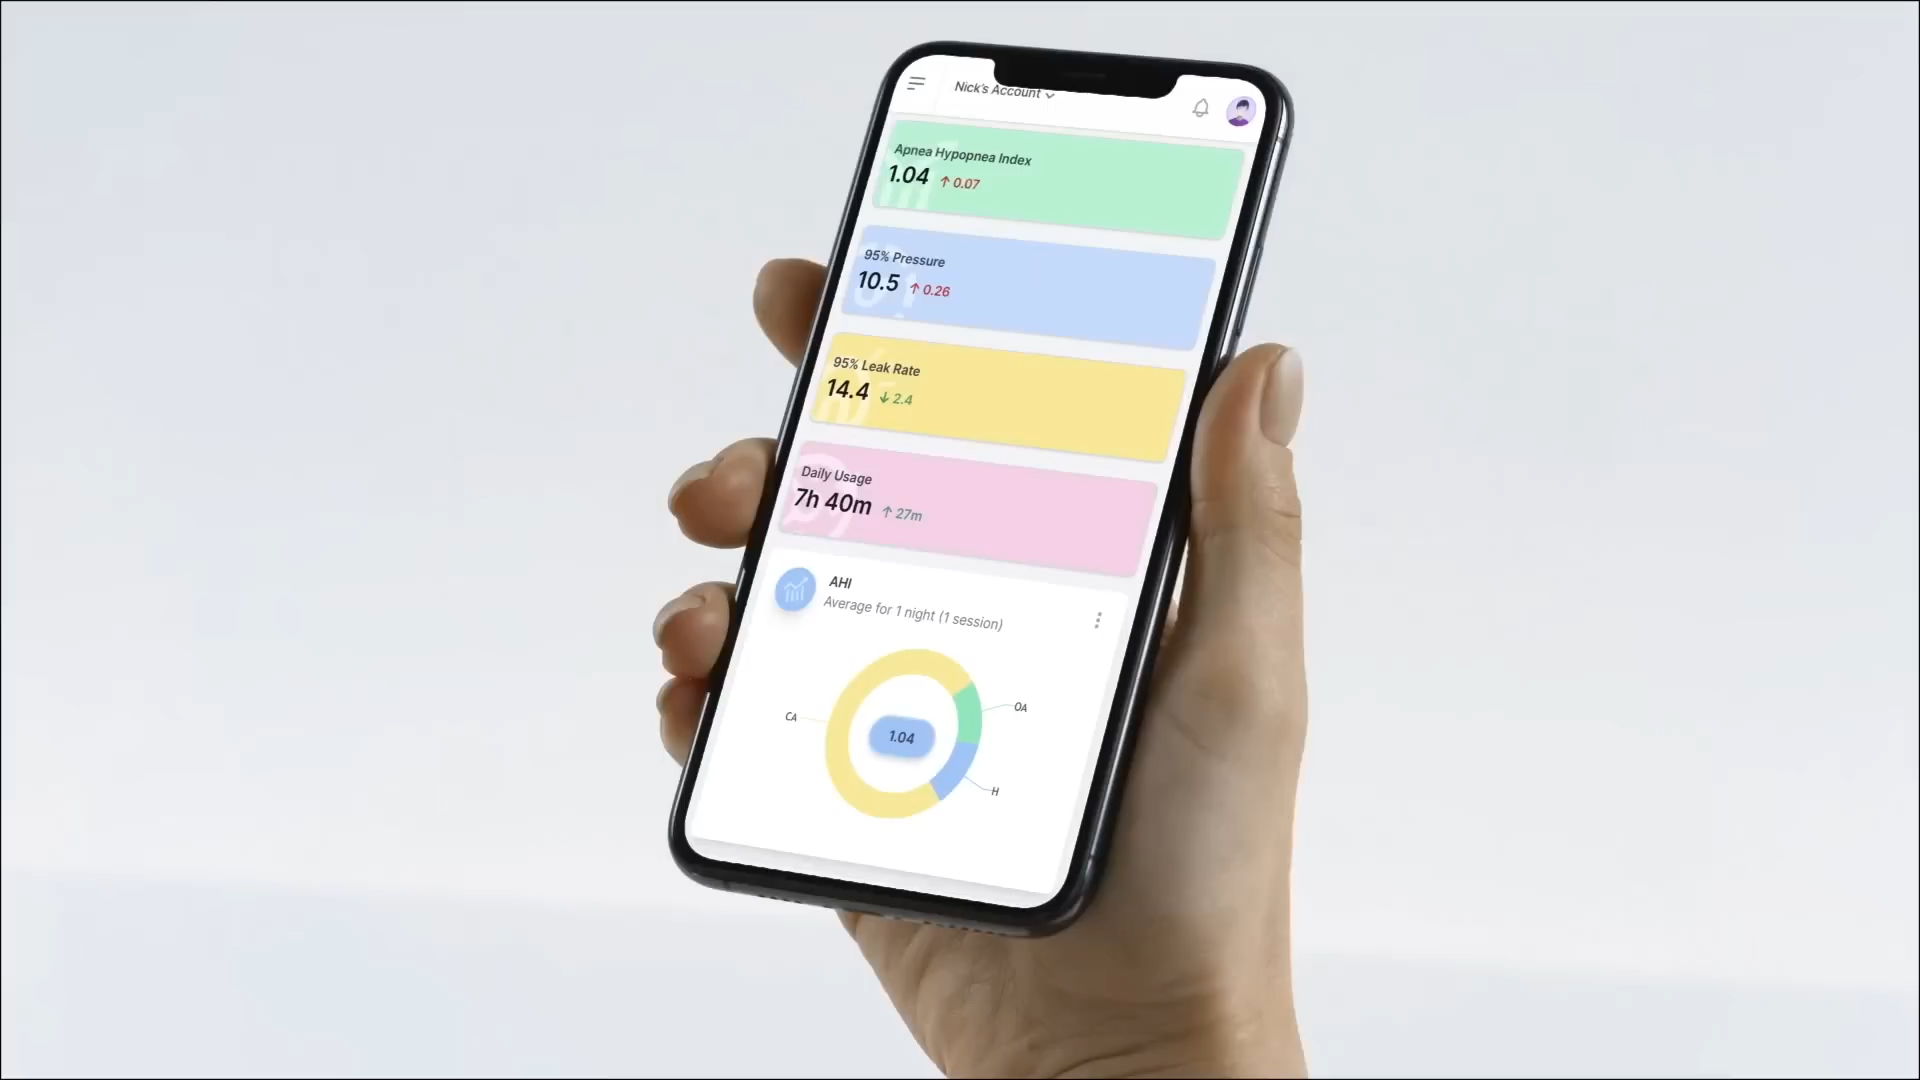 Nick's Account
Apnea Hypopnea Index
1.04 ↑ 0.07
95% Pressure
10.5 ↑ 0.26
95% Leak Rate
14.4 ↓ 2.4
Daily Usage
7h 40m ↑ 27m
AHI
Average for 1 night (1 session)
OA
CA
1.04
H